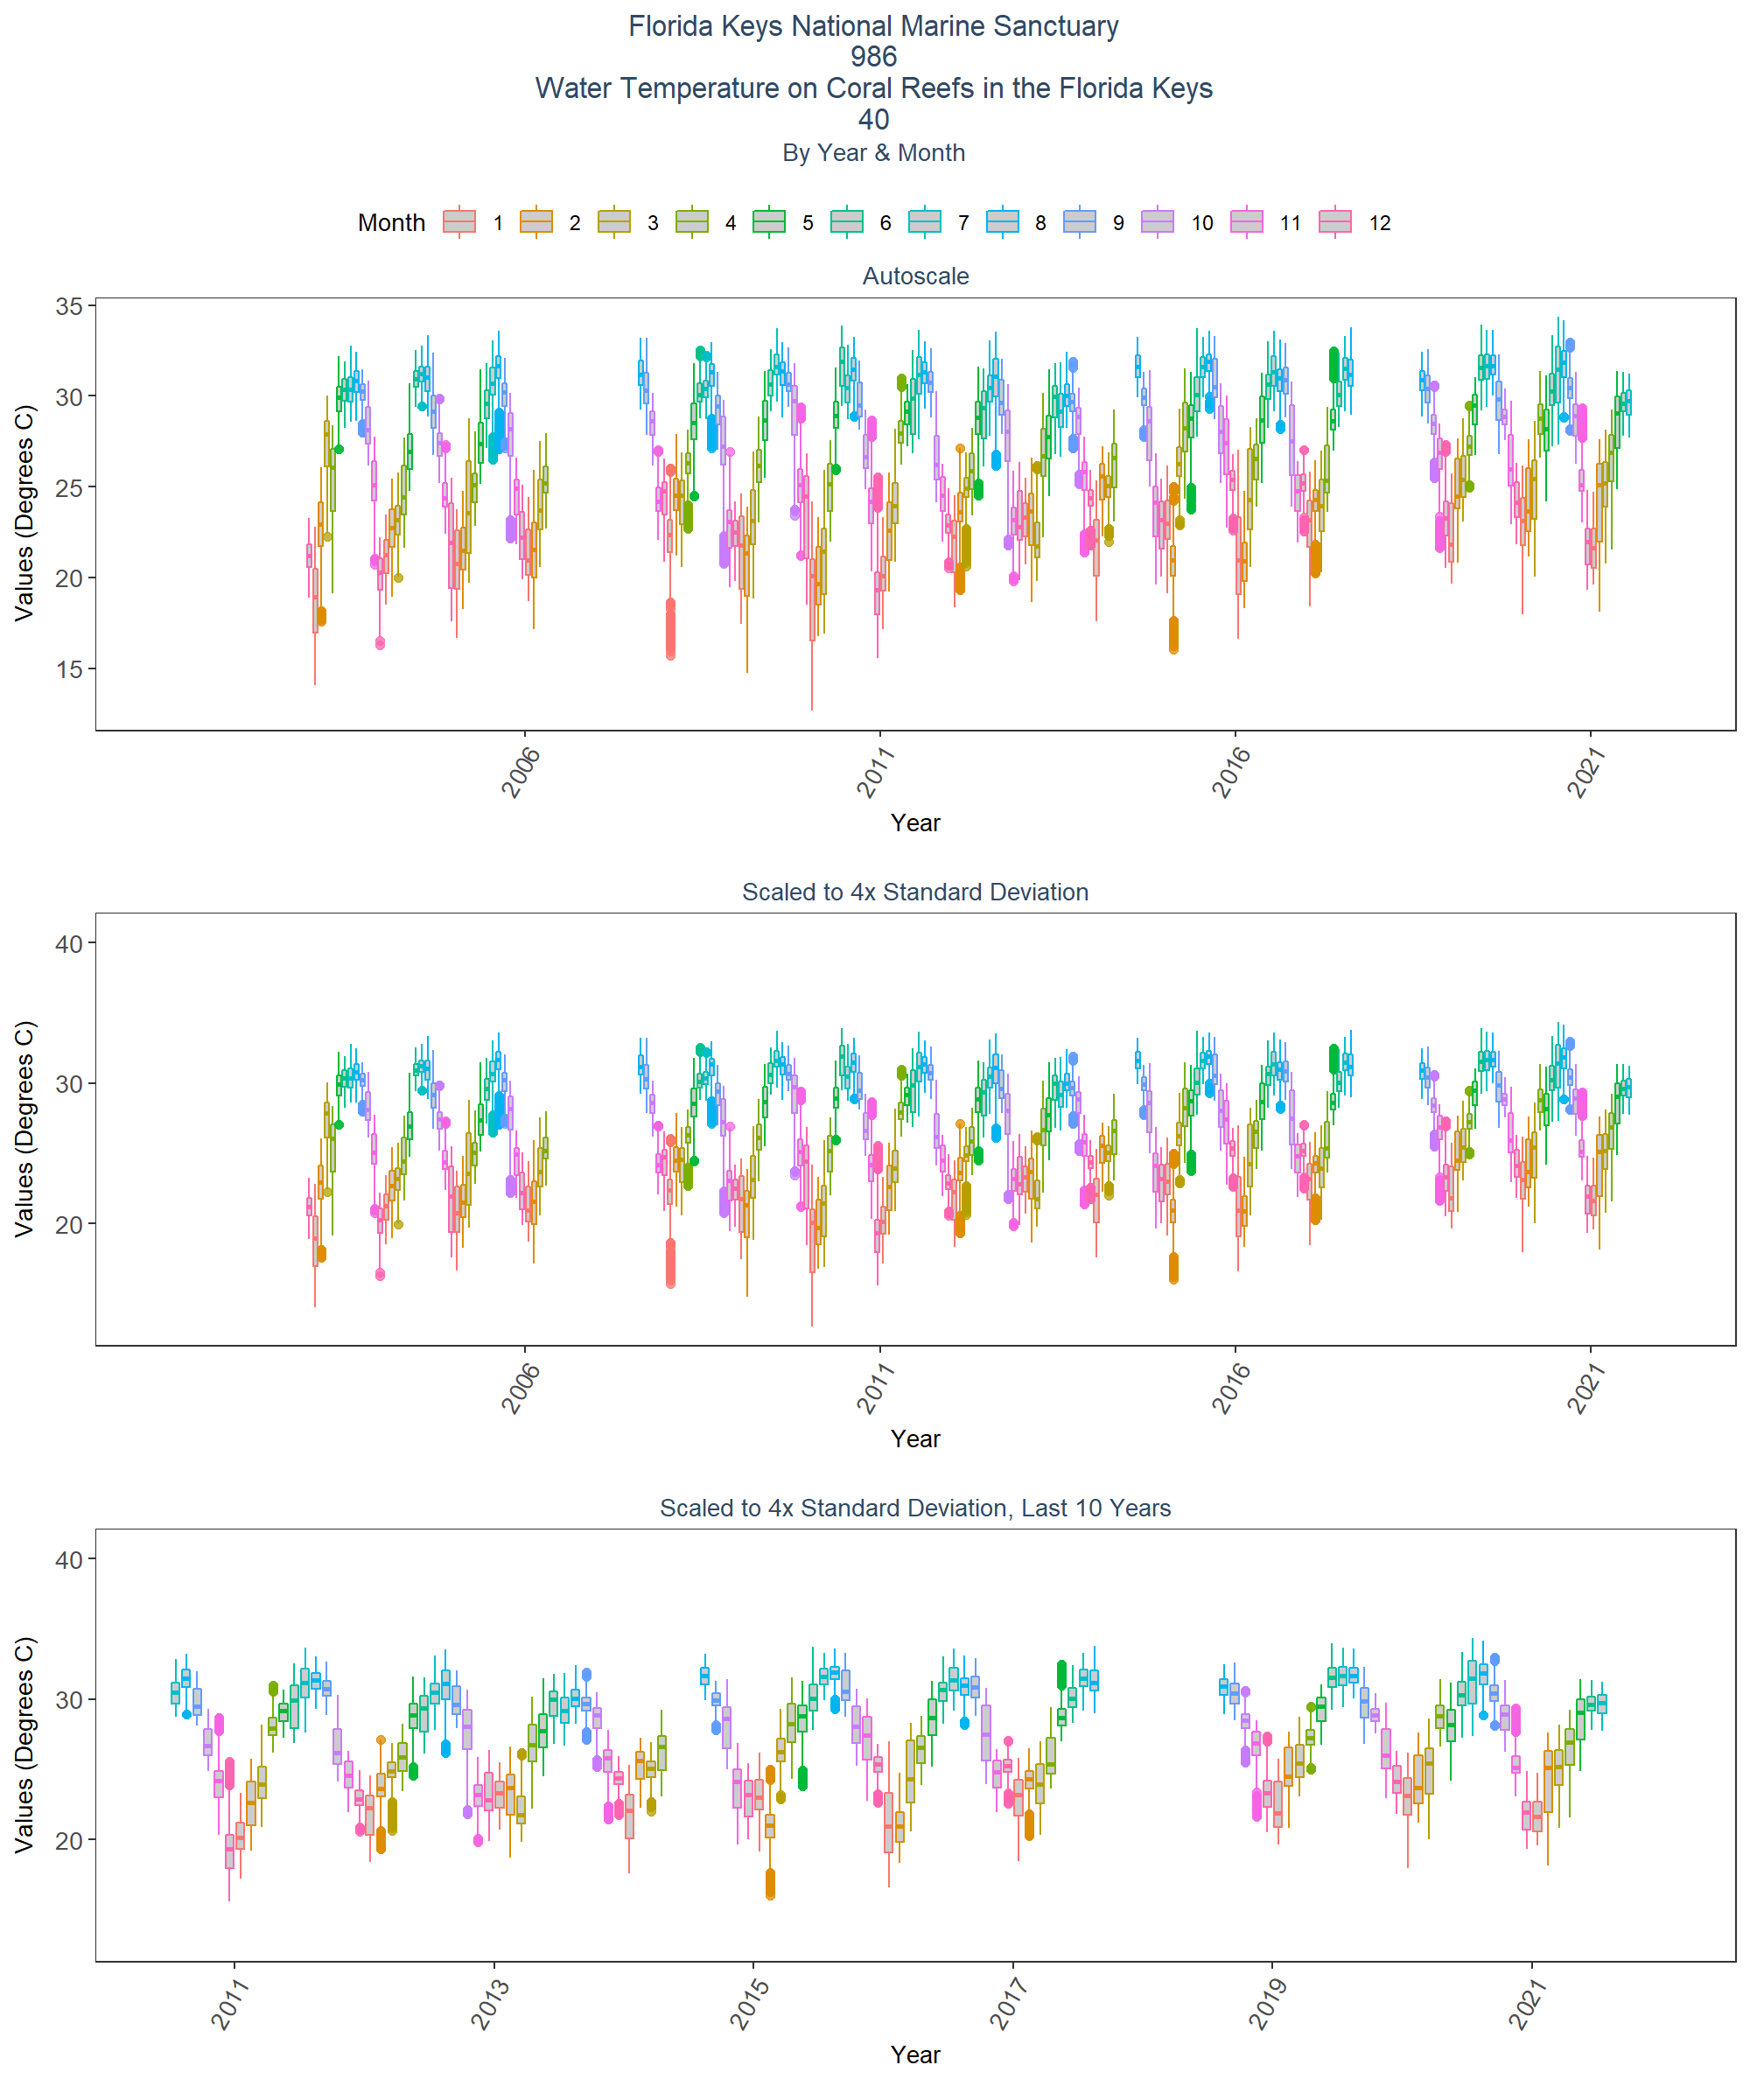 Florida Keys National Marine Sanctuary
986
Water Temperature on Coral Reefs in the Florida Keys
40
By Year & Month
Month 1 2 3 4 5 6 7 8 9 10 11 12
Autoscale
Values (Degrees C)
35
30
25
20
15
2006 2011 2016 2021
Year
Scaled to 4x Standard Deviation
Values (Degrees C)
40
30
20
2006 2011 2016 2021
Year
Scaled to 4x Standard Deviation, Last 10 Years
Values (Degrees C)
40
30
20
2011 2013 2015 2017 2019 2021
Year